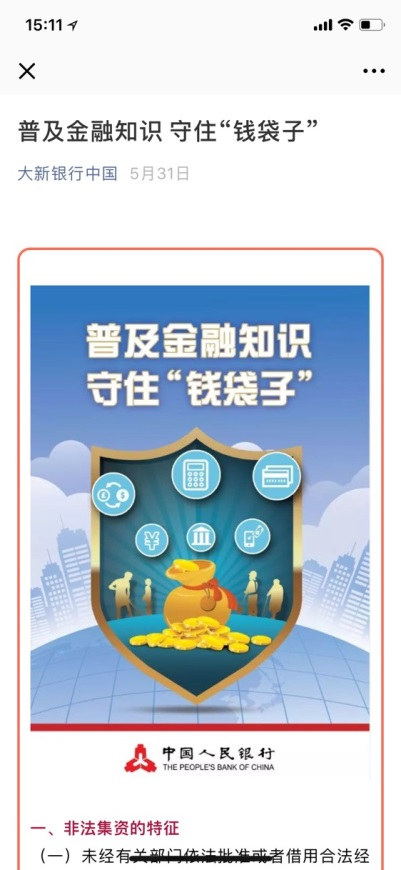 15:11
普及金融知识 守住“钱袋子”
大新银行中国 5月31日
普及金融知识
守住“钱袋子”
中国人民银行
THE PEOPLE'S BANK OF CHINA
一、非法集资的特征
（一）未经有关部门依法批准或者借用合法经